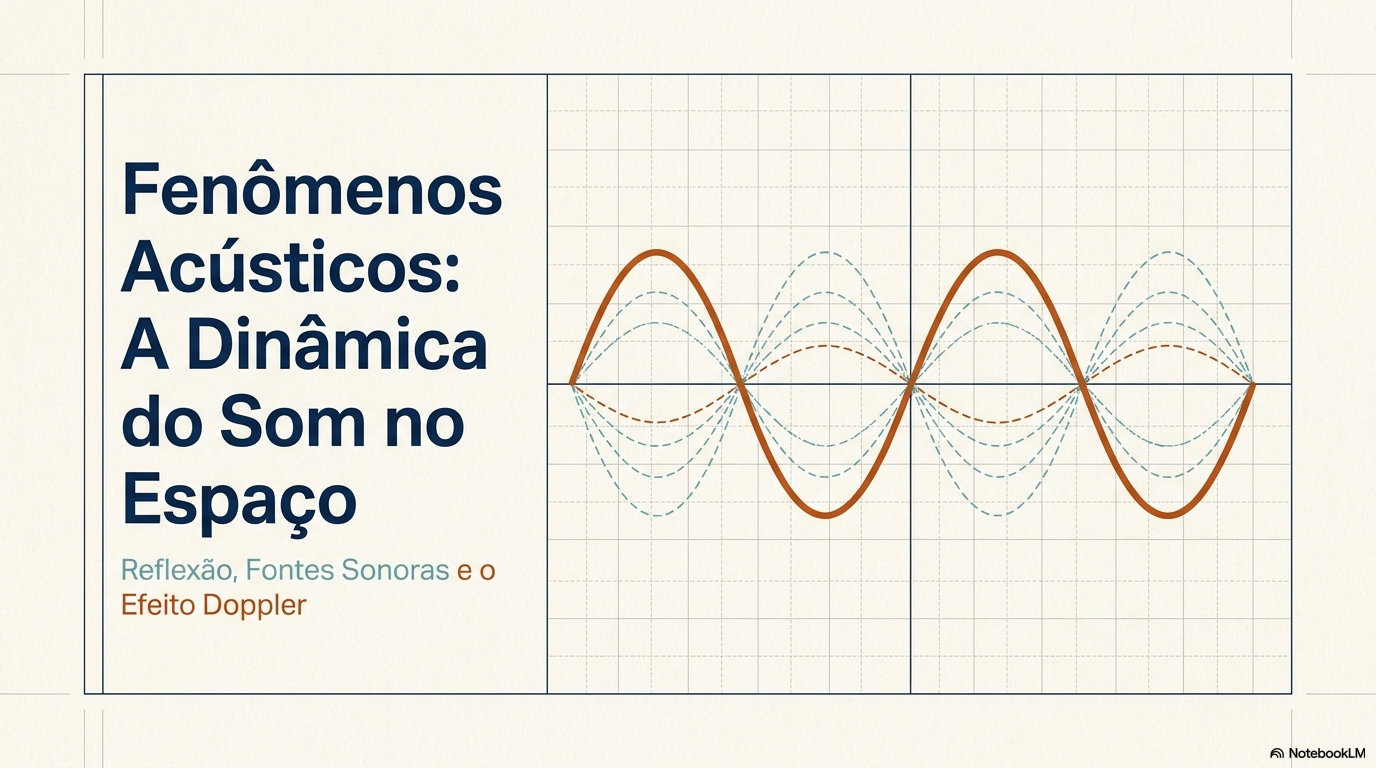 Fenômenos
Acústicos:
A Dinâmica
do Som no
Espaço
Reflexão, Fontes Sonoras e o
Efeito Doppler
NotebookLM